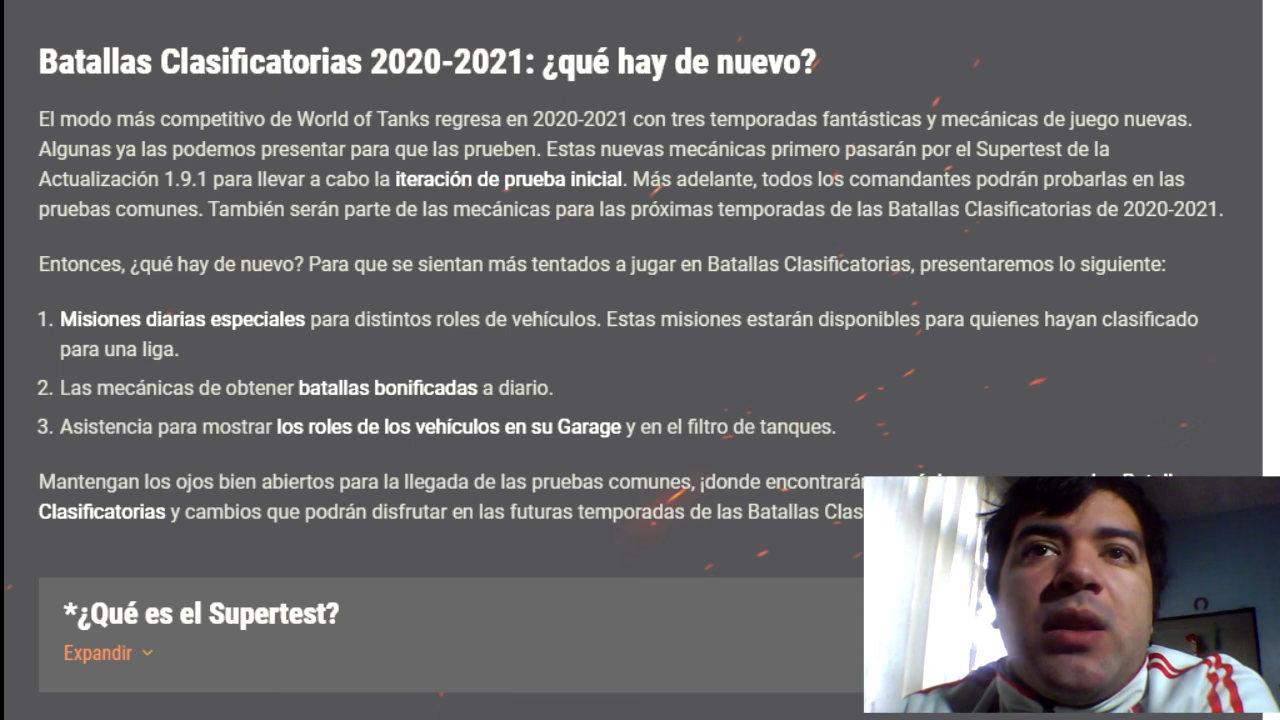 Batallas Clasificatorias 2020-2021: ¿qué hay de nuevo?
El modo más competitivo de World of Tanks regresa en 2020-2021 con tres temporadas fantásticas y mecánicas de juego nuevas.
Algunas ya las podemos presentar para que las prueben. Estas nuevas mecánicas primero pasarán por el Supertest de la
Actualización 1.9.1 para llevar a cabo la iteración de prueba inicial. Más adelante, todos los comandantes podrán probarlas en las
pruebas comunes. También serán parte de las mecánicas para las próximas temporadas de las Batallas Clasificatorias de 2020-2021.
Entonces, ¿qué hay de nuevo? Para que se sientan más tentados a jugar en Batallas Clasificatorias, presentaremos lo siguiente:
1. Misiones diarias especiales para distintos roles de vehículos. Estas misiones estarán disponibles para quienes hayan clasificado
para una liga.
2. Las mecánicas de obtener batallas bonificadas a diario.
3. Asistencia para mostrar los roles de los vehículos en su Garage y en el filtro de tanques.
Mantengan los ojos bien abiertos para la llegada de las pruebas comunes, ¡donde encontrarán
Clasificatorias y cambios que podrán disfrutar en las futuras temporadas de las Batallas Clas
*¿Qué es el Supertest?
Expandir